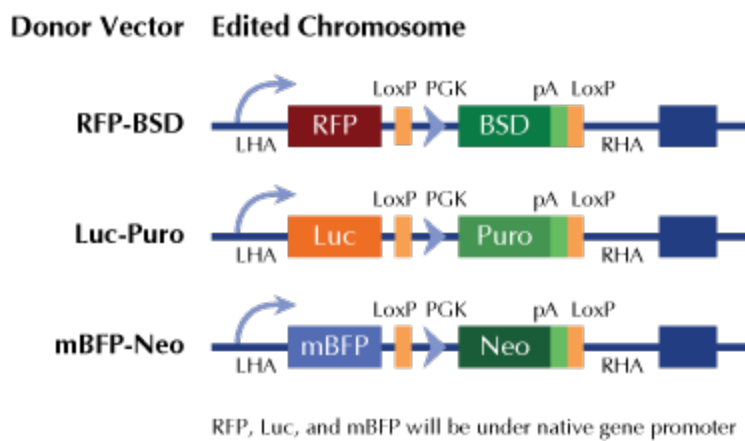 Donor Vector Edited Chromosome
LoxP PGK pA LoxP
RFP-BSD RFP BSD
LHA RHA
LoxP PGK pA LoxP
Luc-Puro Luc Puro
LHA RHA
LoxP PGK pA LoxP
mBFP-Neo mBFP Neo
LHA RHA
RFP, Luc, and mBFP will be under native gene promoter